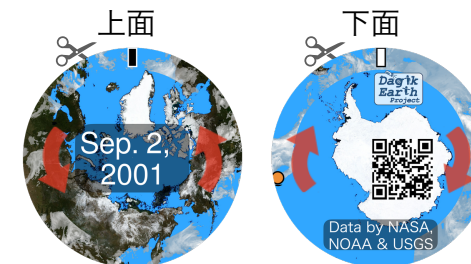 上面
下面
Sep. 2,
2001
Dagik
Earth
Project
Data by NASA,
NOAA & USGS